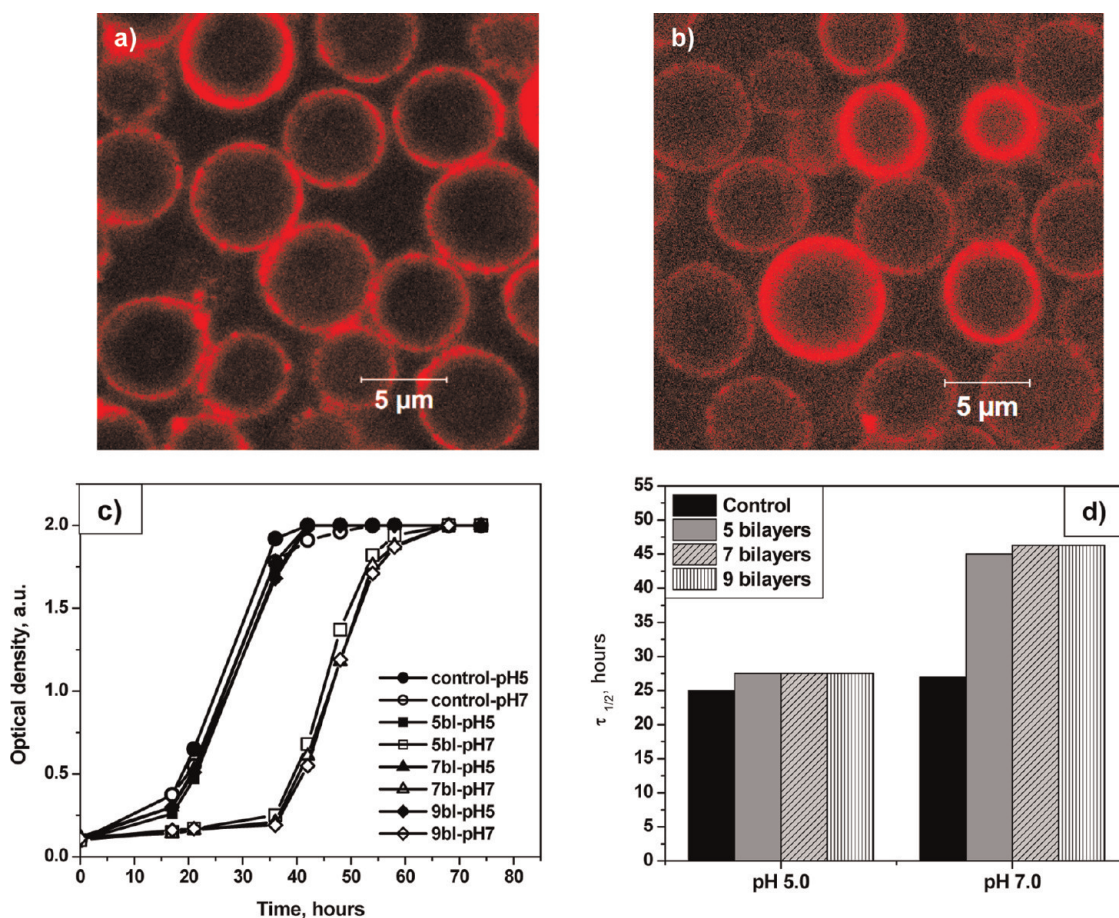 a)
5 µm
b)
5 µm
c)
Optical density, a.u.
2.0
1.5
1.0
0.5
0.0
control-pH5
control-pH7
5bl-pH5
5bl-pH7
7bl-pH5
7bl-pH7
9bl-pH5
9bl-pH7
0 10 20 30 40 50 60 70 80
Time, hours
d)
τ 1/2, hours
55
50
45
40
35
30
25
20
15
10
5
0
Control
5 bilayers
7 bilayers
9 bilayers
pH 5.0 pH 7.0